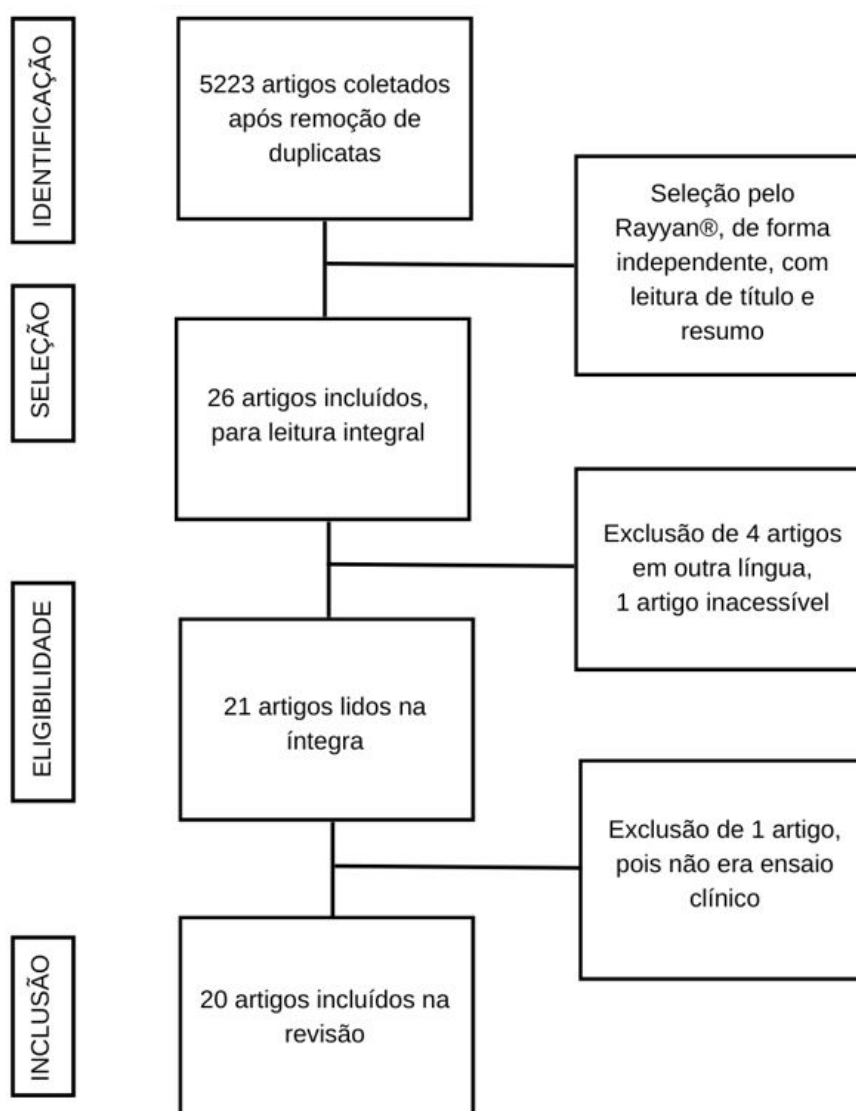 IDENTIFICAÇÃO
5223 artigos coletados
após remoção de
duplicatas
Seleção pelo
Rayyan®, de forma
independente, com
leitura de título e
resumo
SELEÇÃO
26 artigos incluídos,
para leitura integral
Exclusão de 4 artigos
em outra língua,
1 artigo inacessível
ELIGIBILIDADE
21 artigos lidos na
íntegra
Exclusão de 1 artigo,
pois não era ensaio
clínico
INCLUSÃO
20 artigos incluídos na
revisão